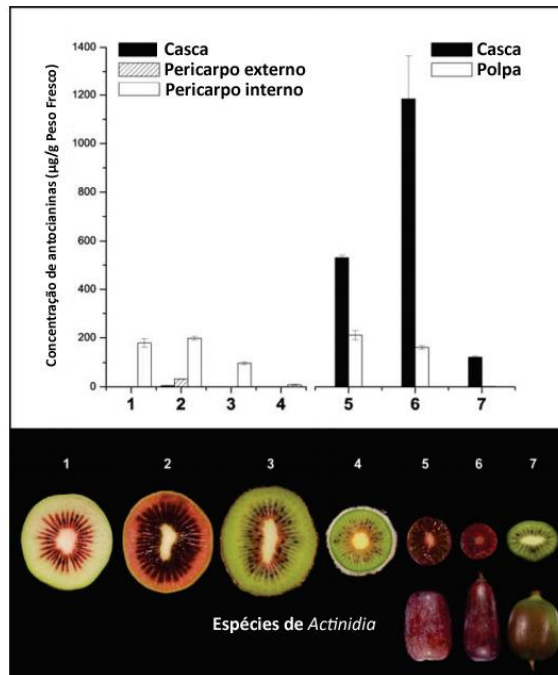 Concentração de antocianinas (µg/g Peso Fresco)
1400
1200
1000
800
600
400
200
0
Casca
Pericarpo externo
Pericarpo interno
Casca
Polpa
1 2 3 4 5 6 7
1 2 3 4 5 6 7
Espécies de Actinidia